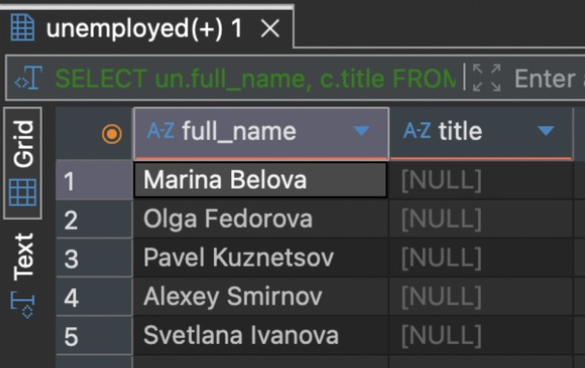 unemployed(+) 1
SELECT un.full_name, c.title FROM Enter
Grid
Text
A-Z full_name A-Z title
1 Marina Belova [NULL]
2 Olga Fedorova [NULL]
3 Pavel Kuznetsov [NULL]
4 Alexey Smirnov [NULL]
5 Svetlana Ivanova [NULL]